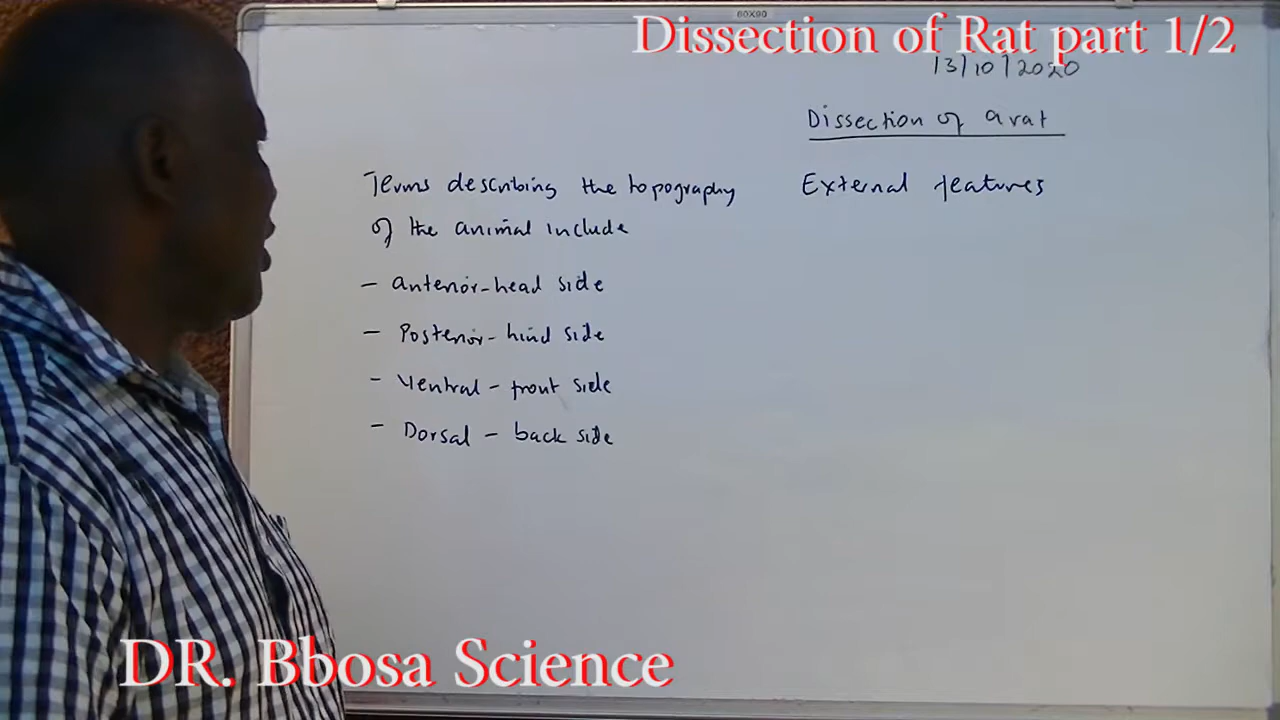 60X90
Dissection of Rat part 1/2
13/10/2020
Dissection of a rat
Terms describing the topography
of the animal include
- anterior-head side
- Posterior-hind side
- Ventral - front side
- Dorsal - back side
External features
DR. Bbosa Science